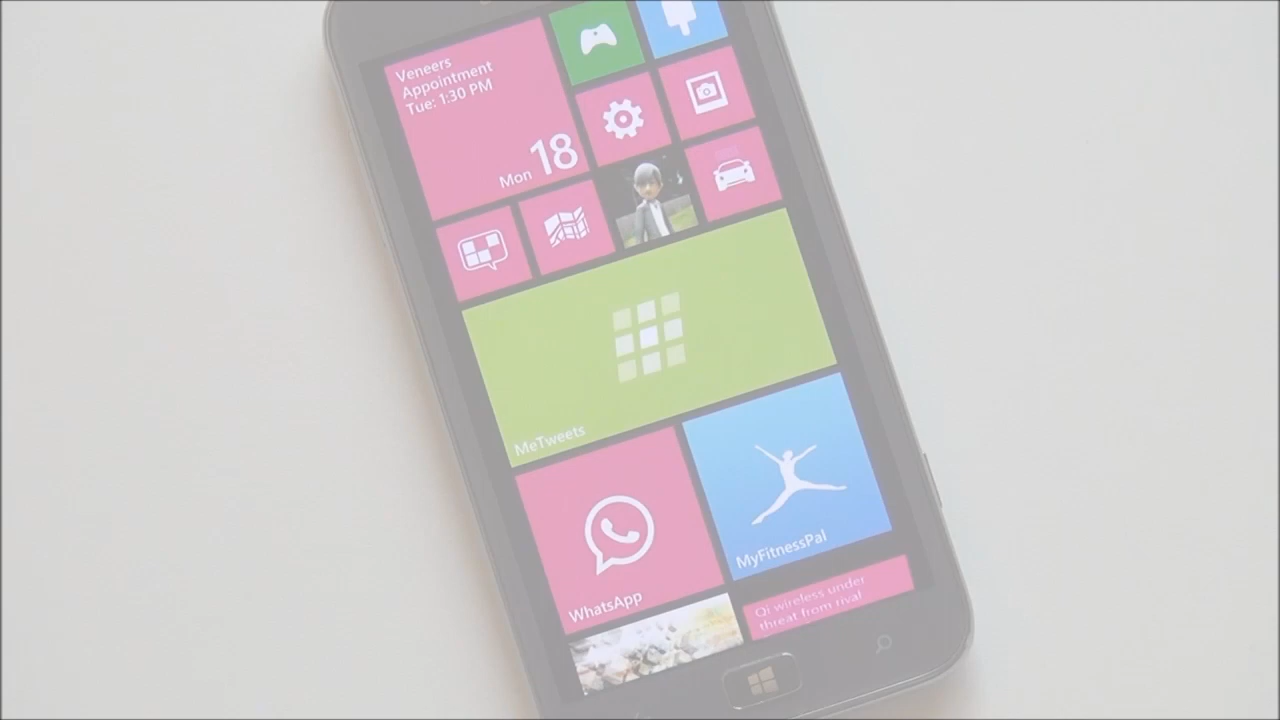 Veneers
Appointment
Tue: 1:30 PM
Mon 18
MeTweets
WhatsApp
MyFitnessPal
Qi wireless under
threat from rival